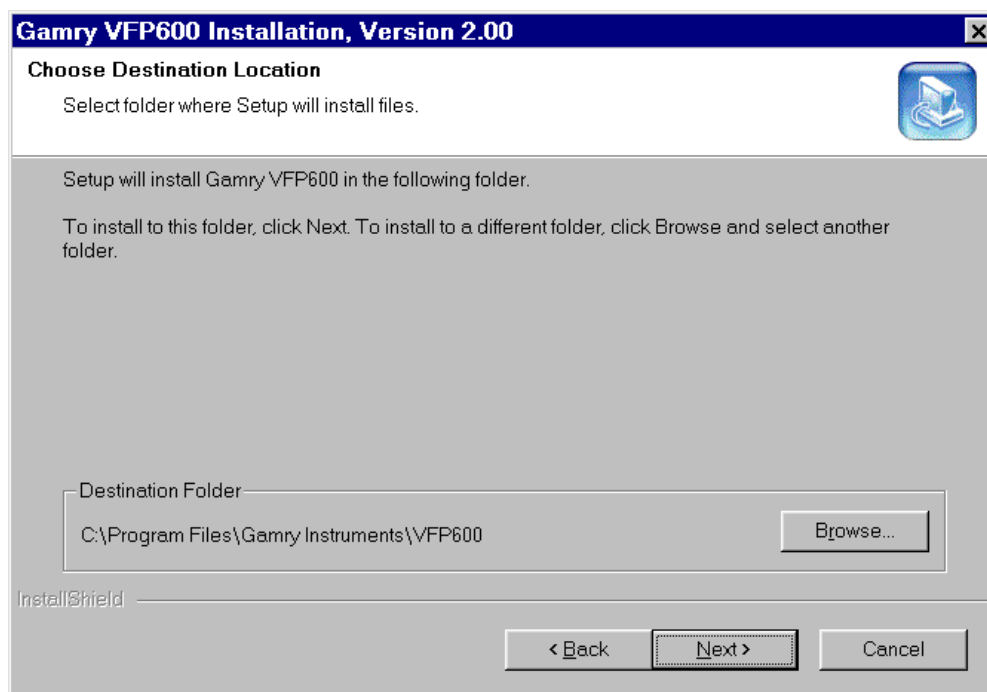 Gamry VFP600 Installation, Version 2.00
Choose Destination Location
Select folder where Setup will install files.
Setup will install Gamry VFP600 in the following folder.
To install to this folder, click Next. To install to a different folder, click Browse and select another
folder.
Destination Folder
C:\Program Files\Gamry Instruments\VFP600
Browse...
InstallShield
< Back
Next >
Cancel